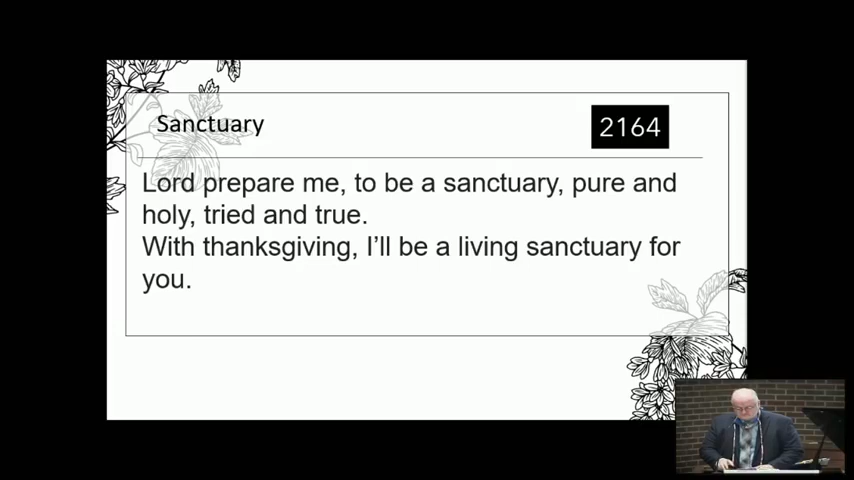 Sanctuary
2164
Lord prepare me, to be a sanctuary, pure and
holy, tried and true.
With thanksgiving, I’ll be a living sanctuary for
you.